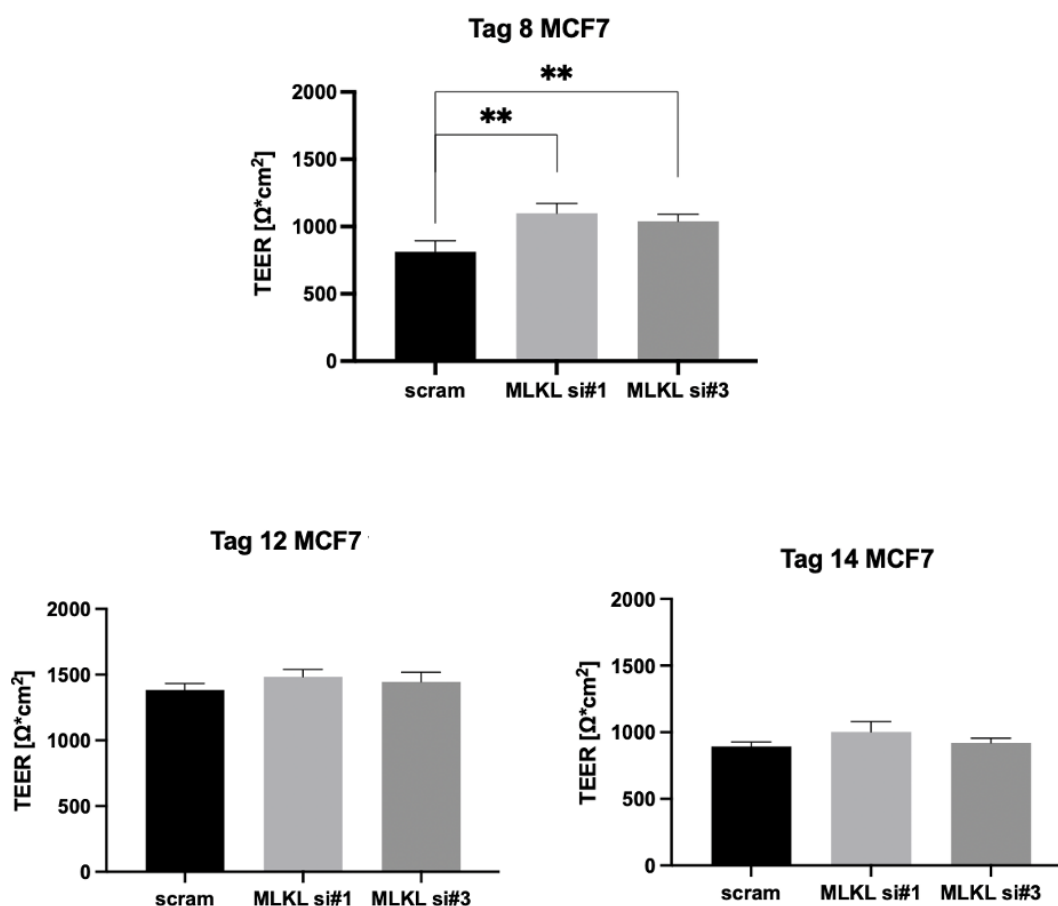 Tag 8 MCF7
**
**
2000
1500
1000
500
0
TEER [Ω*cm²]
scram MLKL si#1 MLKL si#3
Tag 12 MCF7
2000
1500
1000
500
0
TEER [Ω*cm²]
scram MLKL si#1 MLKL si#3
Tag 14 MCF7
2000
1500
1000
500
0
TEER [Ω*cm²]
scram MLKL si#1 MLKL si#3